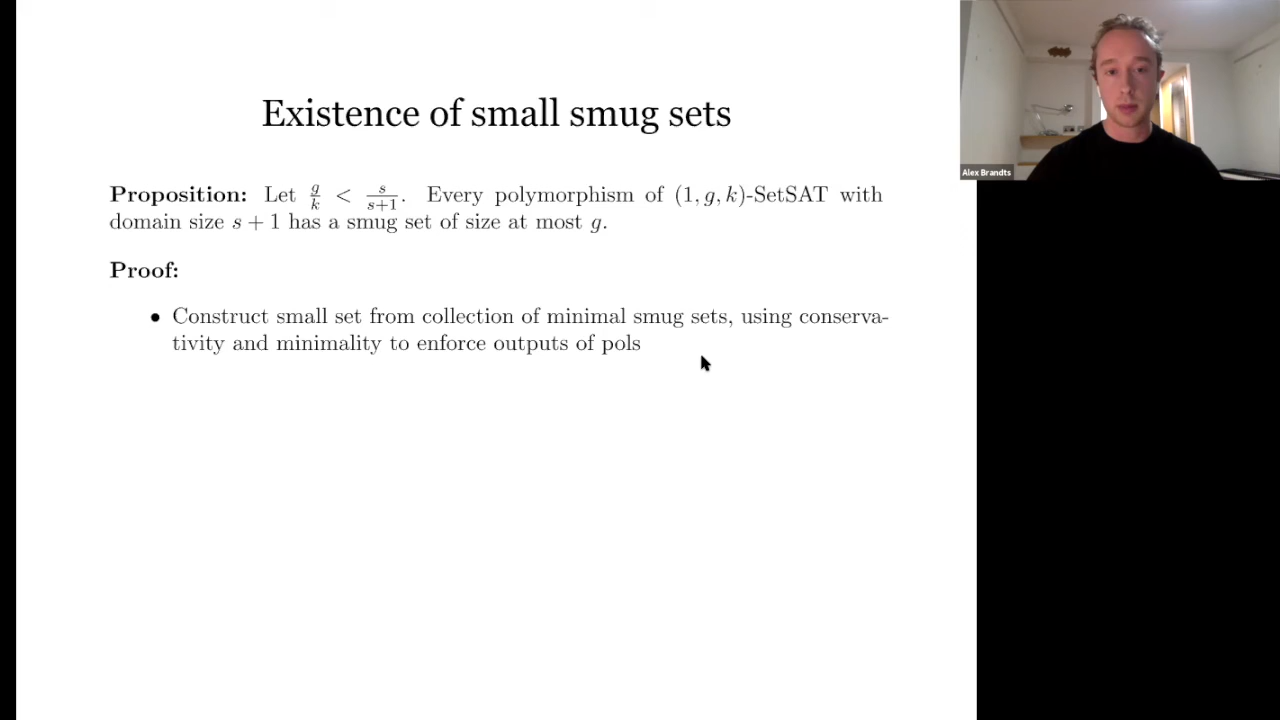 Existence of small smug sets
Alex Brandts
Proposition: Let g/k < s/(s+1). Every polymorphism of (1, g, k)-SetSAT with
domain size s + 1 has a smug set of size at most g.
Proof:
• Construct small set from collection of minimal smug sets, using conserva-
tivity and minimality to enforce outputs of pols